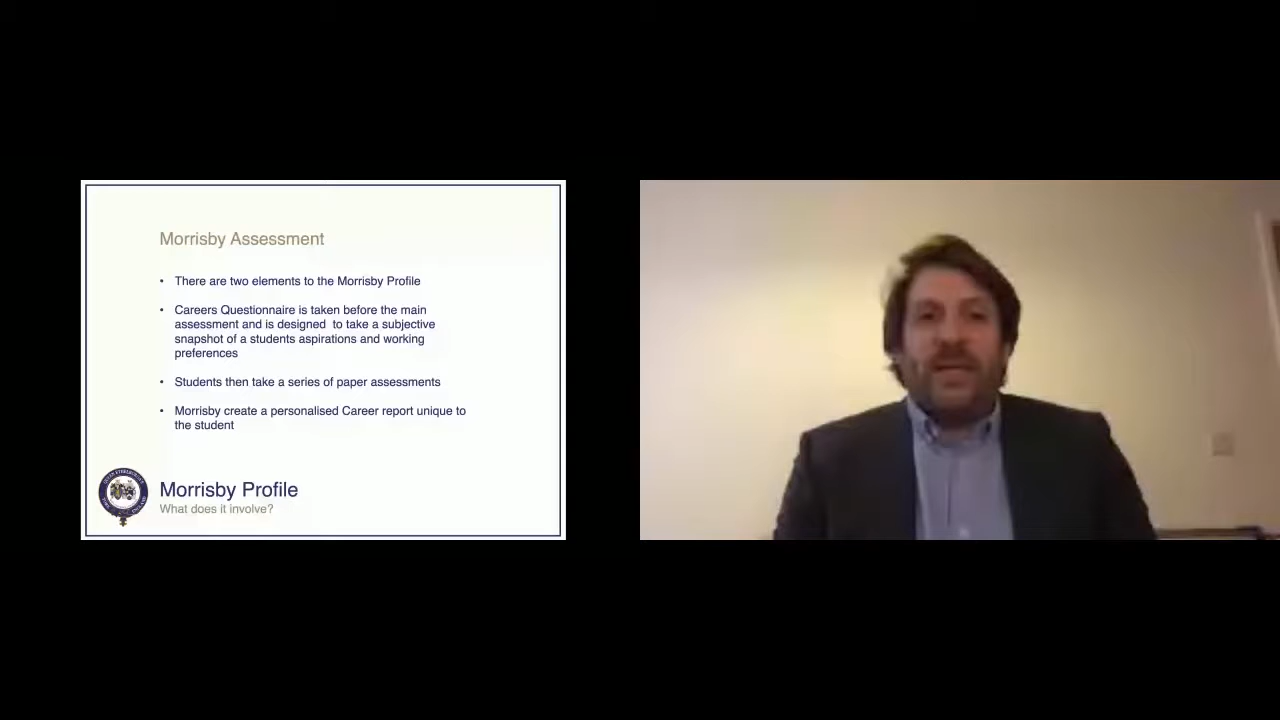 Morrisby Assessment
• There are two elements to the Morrisby Profile
• Careers Questionnaire is taken before the main
assessment and is designed  to take a subjective
snapshot of a students aspirations and working
preferences
• Students then take a series of paper assessments
• Morrisby create a personalised Career report unique to
the student
Morrisby Profile
What does it involve?